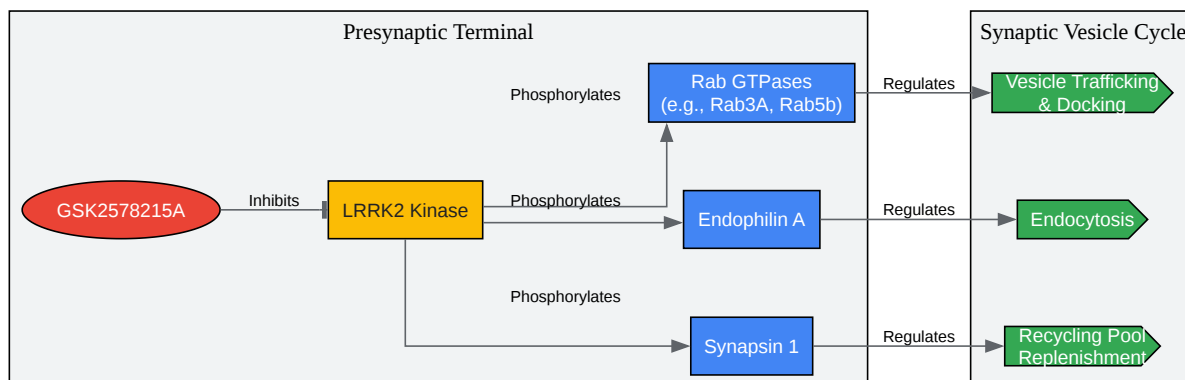 Presynaptic Terminal
Synaptic Vesicle Cycle
Phosphorylates
Rab GTPases
(e.g., Rab3A, Rab5b)
Regulates
Vesicle Trafficking
& Docking
GSK2578215A
Inhibits
LRRK2 Kinase
Phosphorylates
Endophilin A
Regulates
Endocytosis
Phosphorylates
Synapsin 1
Regulates
Recycling Pool
Replenishment